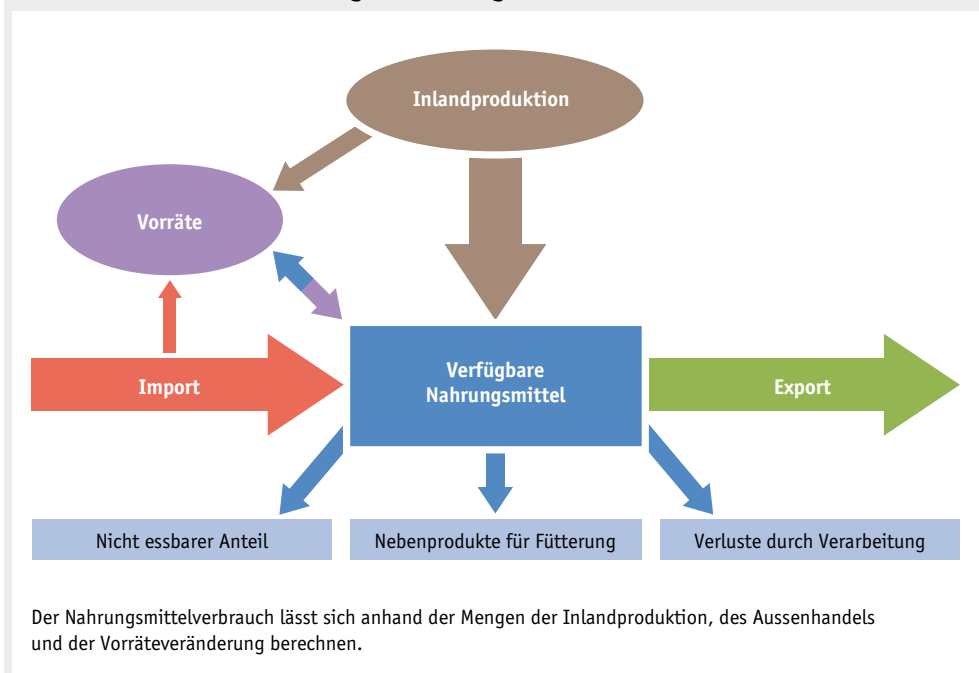 Inlandproduktion
Vorräte
Verfügbare
Nahrungsmittel
Import
Export
Nicht essbarer Anteil
Nebenprodukte für Fütterung
Verluste durch Verarbeitung
Der Nahrungsmittelverbrauch lässt sich anhand der Mengen der Inlandproduktion, des Aussenhandels
und der Vorräteveränderung berechnen.